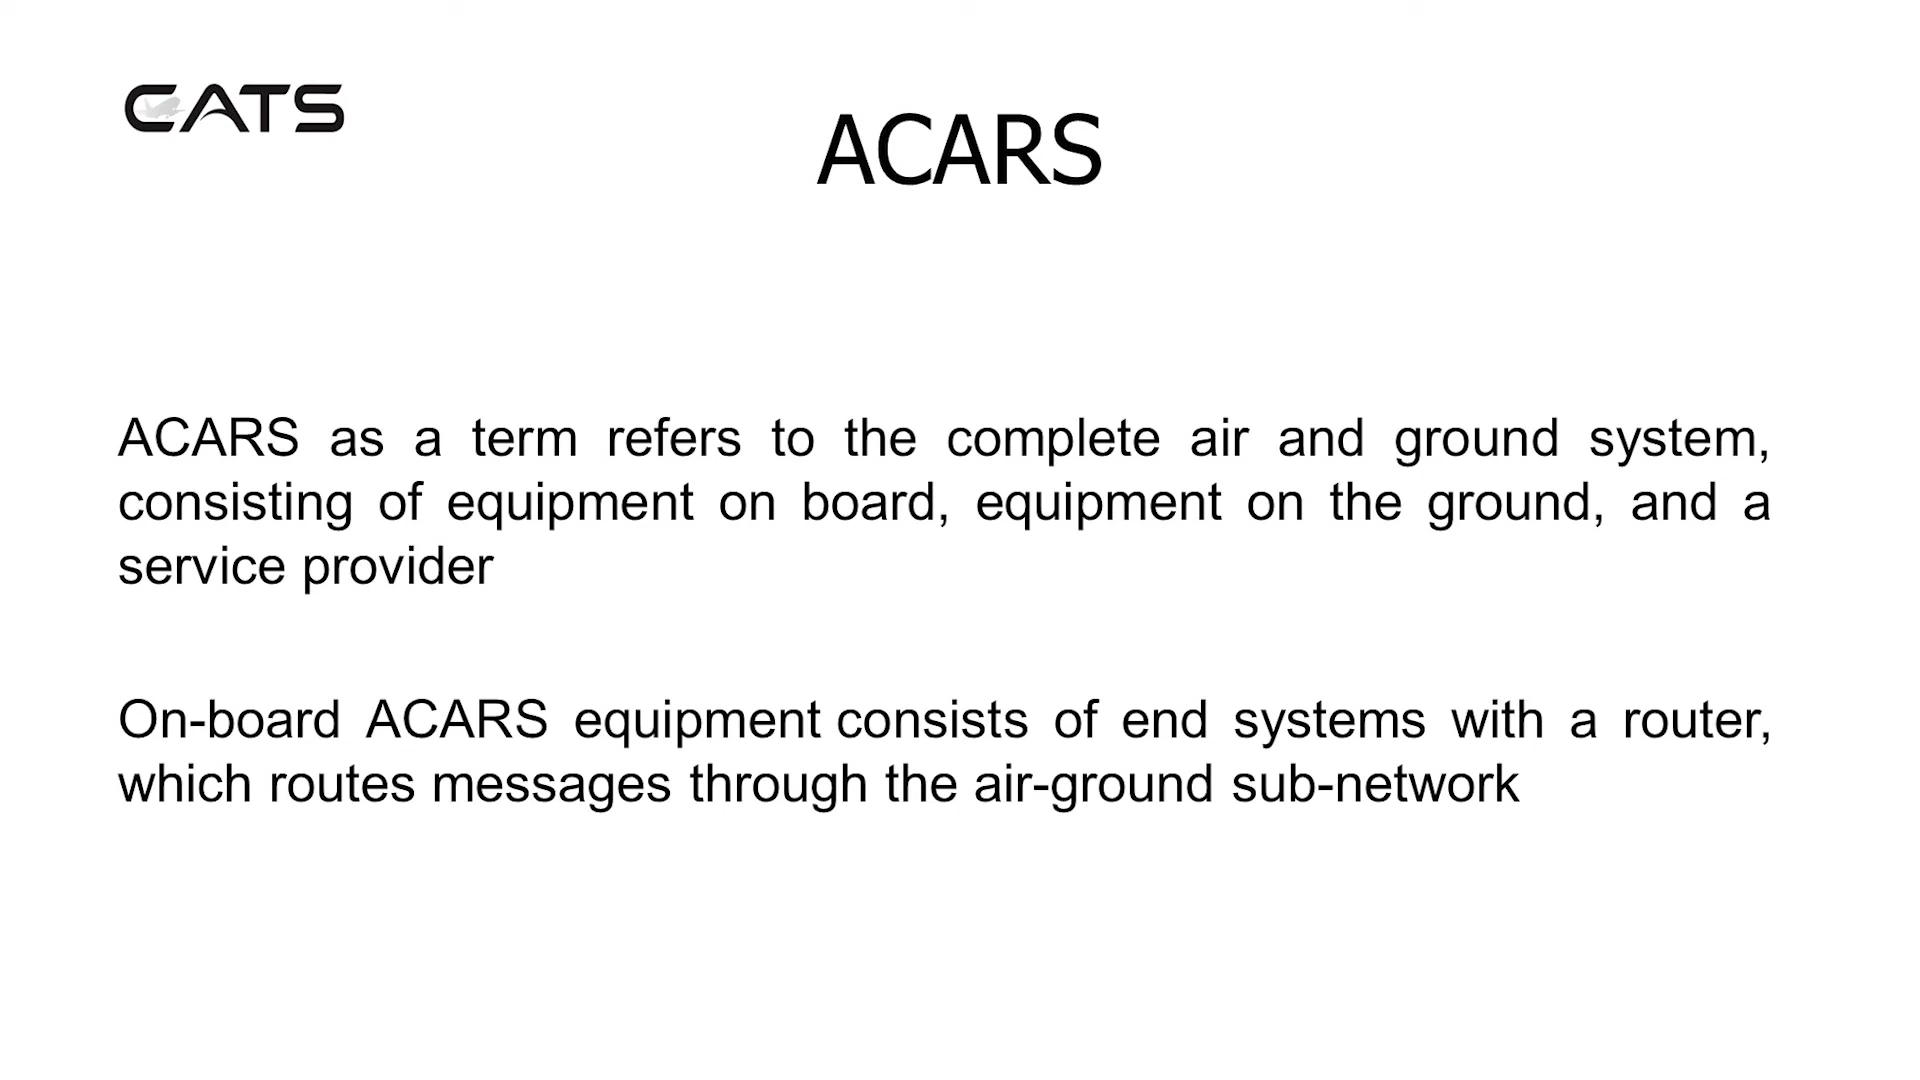 CATS
ACARS
ACARS as a term refers to the complete air and ground system,
consisting of equipment on board, equipment on the ground, and a
service provider
On-board ACARS equipment consists of end systems with a router,
which routes messages through the air-ground sub-network